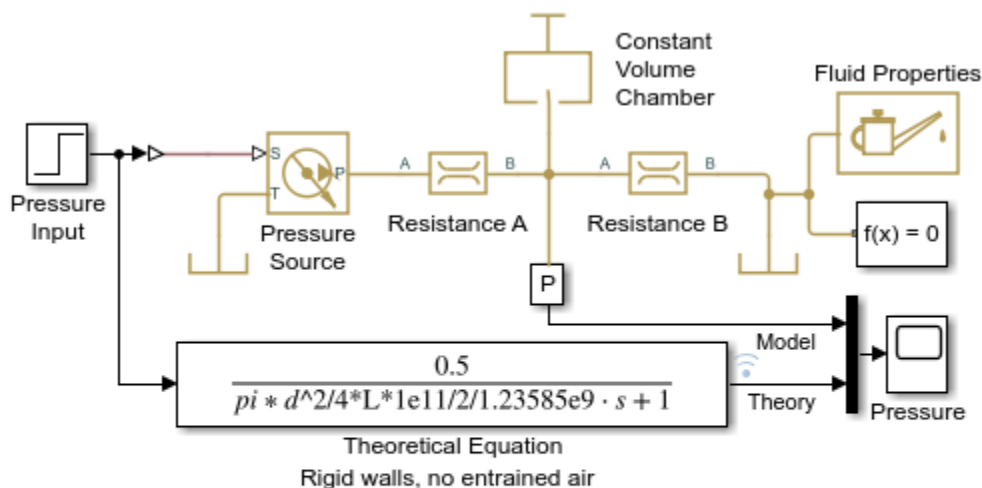 Constant
Volume
Chamber
Fluid Properties
S
P
T
A
B
A
B
Pressure
Input
Resistance A
Resistance B
f(x) = 0
Pressure
Source
P
Model
0.5
pi * d^2/4*L*1e11/2/1.23585e9 · s + 1
Theory
Pressure
Theoretical Equation
Rigid walls, no entrained air